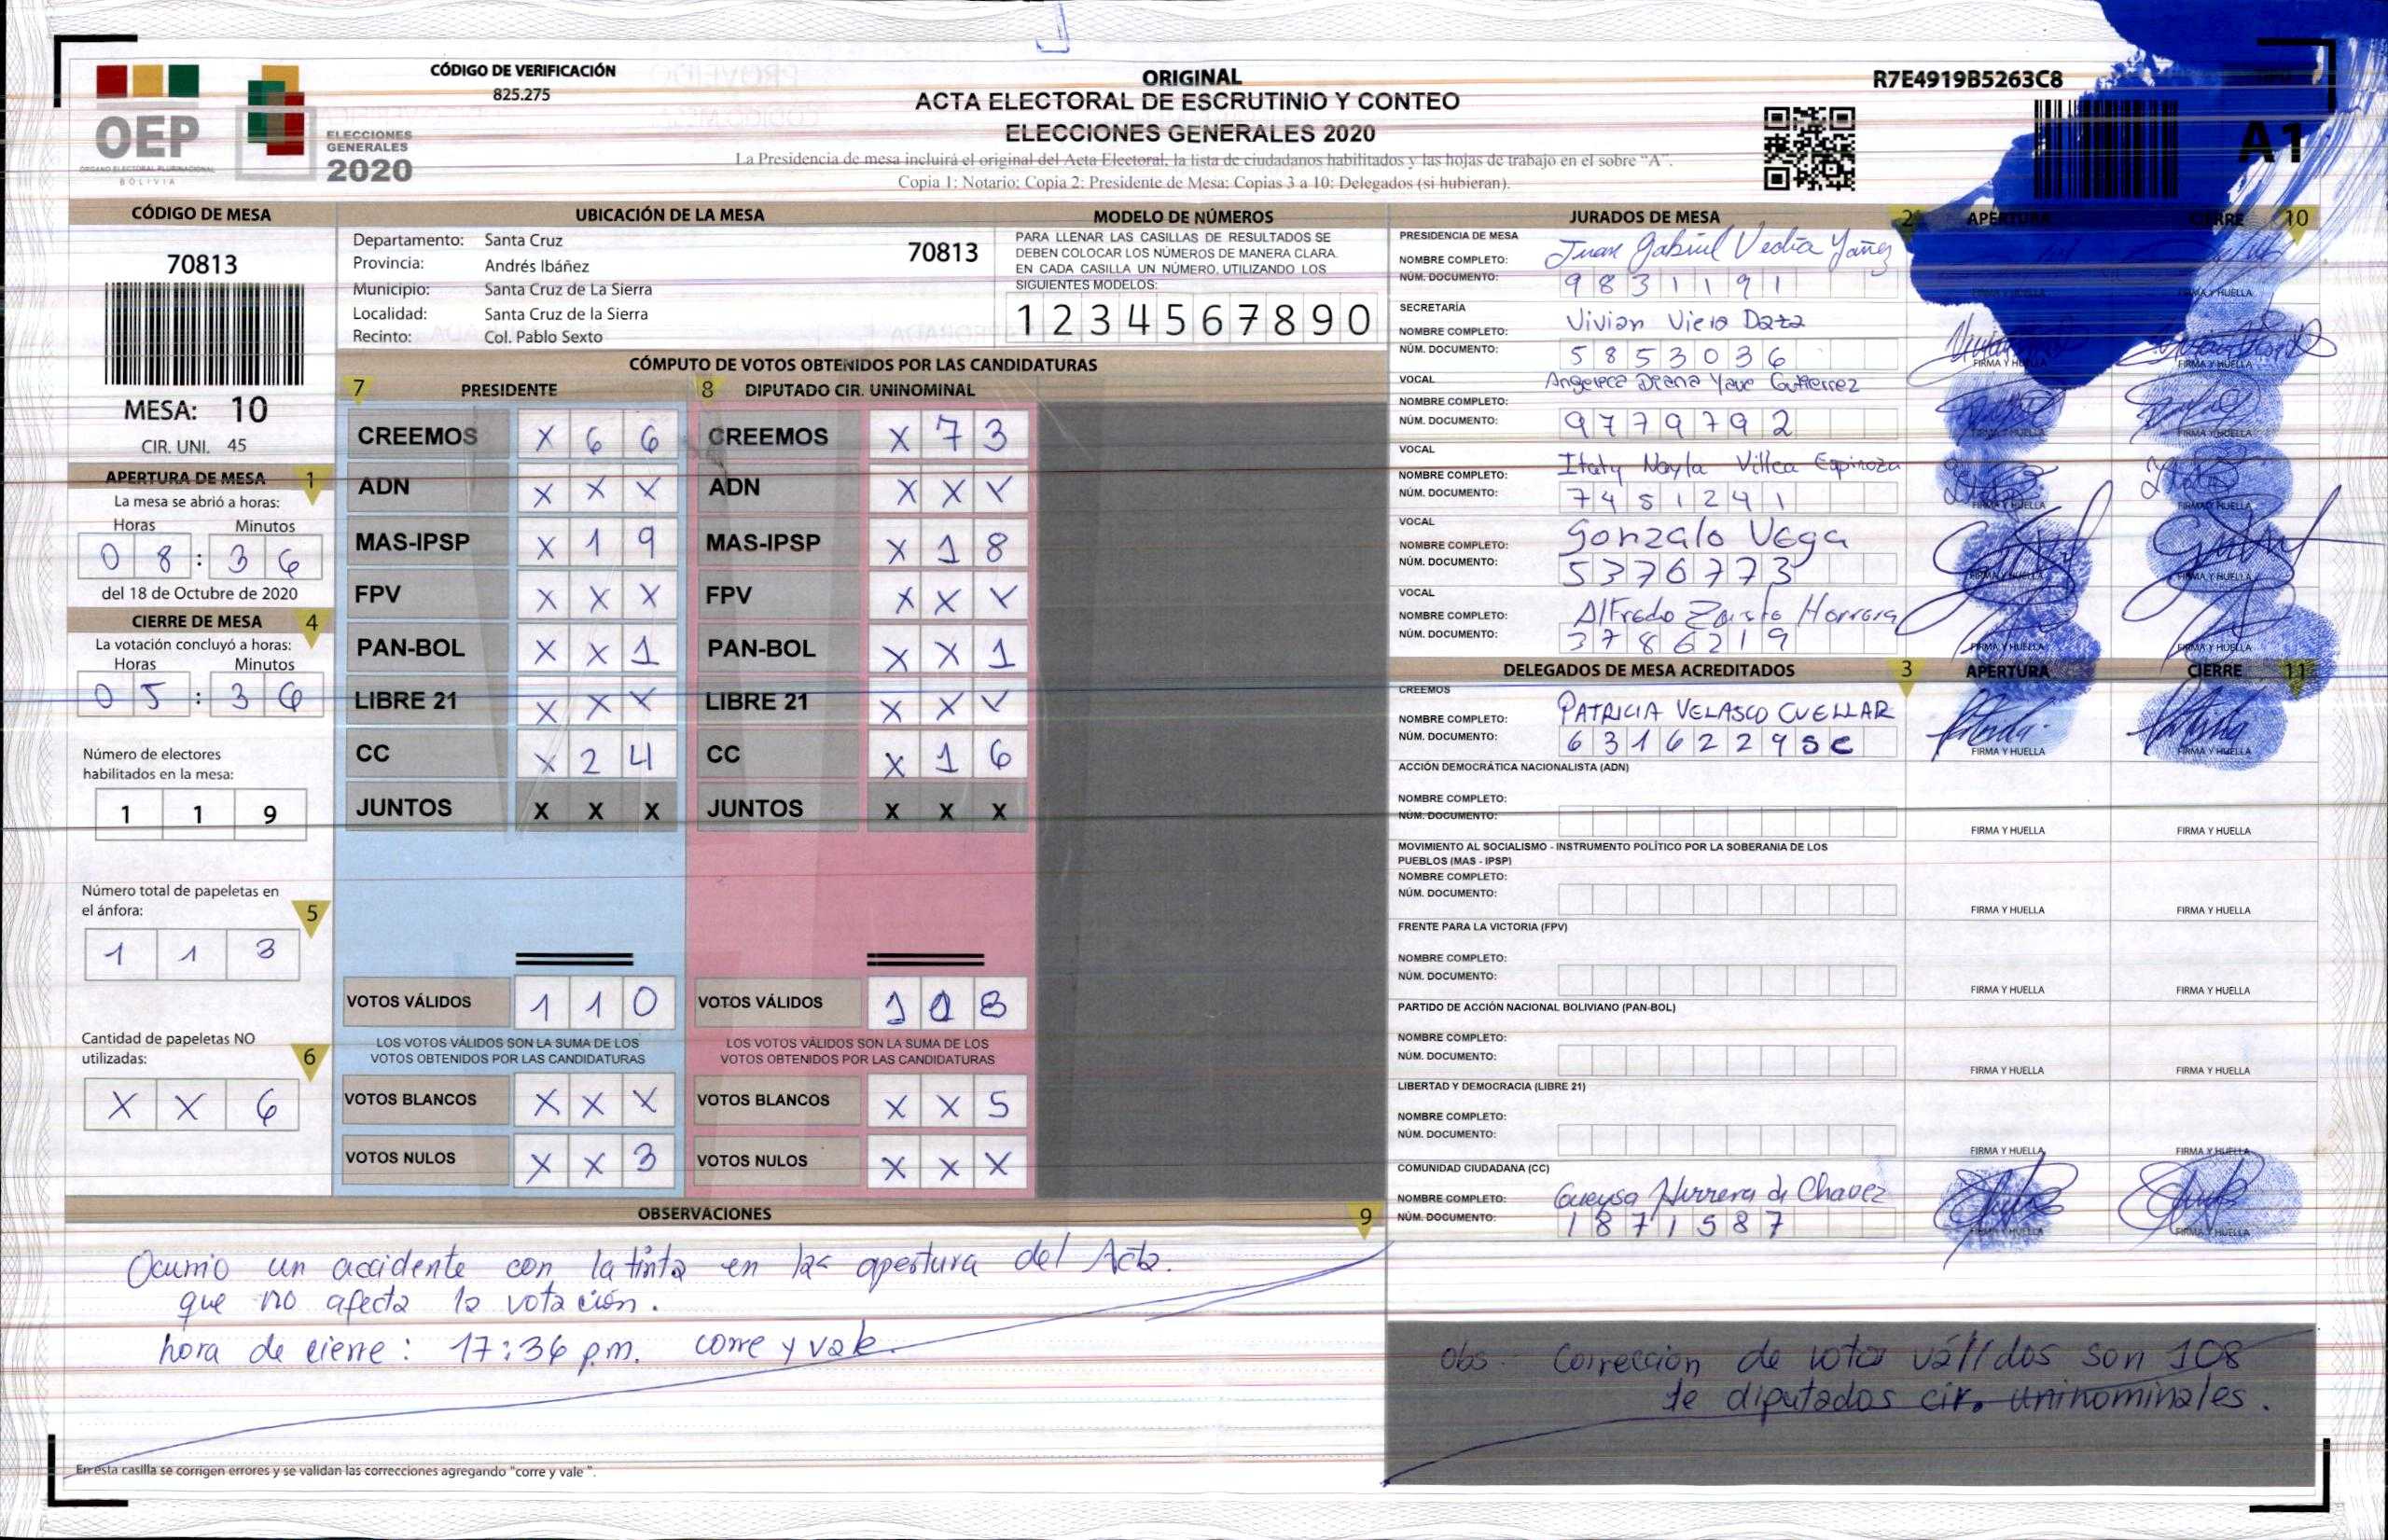 CÓDIGO DE VERIFICACIÓN
825.275
ORIGINAL
ACTA ELECTORAL DE ESCRUTINIO Y CONTEO
ELECCIONES GENERALES 2020
La Presidencia de mesa incluirá el original del Acta Electoral, la lista de ciudadanos habilitados y las hojas de trabajo en el sobre "A".
Copia 1: Notario; Copia 2: Presidente de Mesa; Copias 3 a 10: Delegados (si hubieran).
R7E4919B5263C8
A1
OEP
ÓRGANO ELECTORAL PLURINACIONAL
BOLIVIA
ELECCIONES
GENERALES
2020
CÓDIGO DE MESA
70813
MESA: 10
CIR. UNI. 45
APERTURA DE MESA 1
La mesa se abrió a horas:
Horas Minutos
0 8 : 3 6
del 18 de Octubre de 2020
CIERRE DE MESA 4
La votación concluyó a horas:
Horas Minutos
0 5 : 3 6
Número de electores
habilitados en la mesa:
1 1 9
Número total de papeletas en
el ánfora: 5
1 1 3
Cantidad de papeletas NO
utilizadas: 6
X X 6
UBICACIÓN DE LA MESA
Departamento: Santa Cruz 70813
Provincia: Andrés Ibáñez
Municipio: Santa Cruz de La Sierra
Localidad: Santa Cruz de la Sierra
Recinto: Col. Pablo Sexto
MODELO DE NÚMEROS
PARA LLENAR LAS CASILLAS DE RESULTADOS SE
DEBEN COLOCAR LOS NÚMEROS DE MANERA CLARA.
EN CADA CASILLA UN NÚMERO, UTILIZANDO LOS
SIGUIENTES MODELOS:
1 2 3 4 5 6 7 8 9 0
CÓMPUTO DE VOTOS OBTENIDOS POR LAS CANDIDATURAS
7 PRESIDENTE 8 DIPUTADO CIR. UNINOMINAL
CREEMOS X 6 6 CREEMOS X 7 3
ADN X X X ADN X X X
MAS-IPSP X 1 9 MAS-IPSP X 1 8
FPV X X X FPV X X X
PAN-BOL X X 1 PAN-BOL X X 1
LIBRE 21 X X X LIBRE 21 X X X
CC X 2 4 CC X 1 6
JUNTOS X X X JUNTOS X X X
VOTOS VÁLIDOS 1 1 0 VOTOS VÁLIDOS 1 0 8
LOS VOTOS VÁLIDOS SON LA SUMA DE LOS LOS VOTOS VÁLIDOS SON LA SUMA DE LOS
VOTOS OBTENIDOS POR LAS CANDIDATURAS VOTOS OBTENIDOS POR LAS CANDIDATURAS
VOTOS BLANCOS X X X VOTOS BLANCOS X X 5
VOTOS NULOS X X 3 VOTOS NULOS X X X
OBSERVACIONES 9
Ocurrio un accidente con la tinta en la apertura del Acta.
que no afecta la votación.
hora de cierre: 17:36 p.m. corre y vale.
En esta casilla se corrigen errores y se validan las correcciones agregando "corre y vale".
JURADOS DE MESA 2 APERTURA CIERRE 10
PRESIDENCIA DE MESA
NOMBRE COMPLETO: Juan Gabriel Vedia Yañez
NÚM. DOCUMENTO: 9831191
FIRMA Y HUELLA FIRMA Y HUELLA
SECRETARÍA
NOMBRE COMPLETO: Vivian Viera Daza
NÚM. DOCUMENTO: 5853036
FIRMA Y HUELLA FIRMA Y HUELLA
VOCAL
NOMBRE COMPLETO: Diana Gutierrez
NÚM. DOCUMENTO: 9779792
FIRMA Y HUELLA FIRMA Y HUELLA
VOCAL
NOMBRE COMPLETO: Nayla Villca Espinoza
NÚM. DOCUMENTO: 7451241
FIRMA Y HUELLA FIRMA Y HUELLA
VOCAL
NOMBRE COMPLETO: Gonzalo Vega
NÚM. DOCUMENTO: 5376773
FIRMA Y HUELLA FIRMA Y HUELLA
VOCAL
NOMBRE COMPLETO: Alfredo Herrera
NÚM. DOCUMENTO: 3786219
FIRMA Y HUELLA FIRMA Y HUELLA
DELEGADOS DE MESA ACREDITADOS 3 APERTURA CIERRE 11
CREEMOS
NOMBRE COMPLETO: PATRICIA VELASCO CUELLAR
NÚM. DOCUMENTO: 6316229SC
FIRMA Y HUELLA FIRMA Y HUELLA
ACCIÓN DEMOCRÁTICA NACIONALISTA (ADN)
NOMBRE COMPLETO:
NÚM. DOCUMENTO:
FIRMA Y HUELLA FIRMA Y HUELLA
MOVIMIENTO AL SOCIALISMO - INSTRUMENTO POLÍTICO POR LA SOBERANIA DE LOS
PUEBLOS (MAS - IPSP)
NOMBRE COMPLETO:
NÚM. DOCUMENTO:
FIRMA Y HUELLA FIRMA Y HUELLA
FRENTE PARA LA VICTORIA (FPV)
NOMBRE COMPLETO:
NÚM. DOCUMENTO:
FIRMA Y HUELLA FIRMA Y HUELLA
PARTIDO DE ACCIÓN NACIONAL BOLIVIANO (PAN-BOL)
NOMBRE COMPLETO:
NÚM. DOCUMENTO:
FIRMA Y HUELLA FIRMA Y HUELLA
LIBERTAD Y DEMOCRACIA (LIBRE 21)
NOMBRE COMPLETO:
NÚM. DOCUMENTO:
FIRMA Y HUELLA FIRMA Y HUELLA
COMUNIDAD CIUDADANA (CC)
NOMBRE COMPLETO: Herrera de Chavez
NÚM. DOCUMENTO: 1871587
FIRMA Y HUELLA FIRMA Y HUELLA
obs. Corrección de votos válidos son 108
de diputados cir. uninominales.